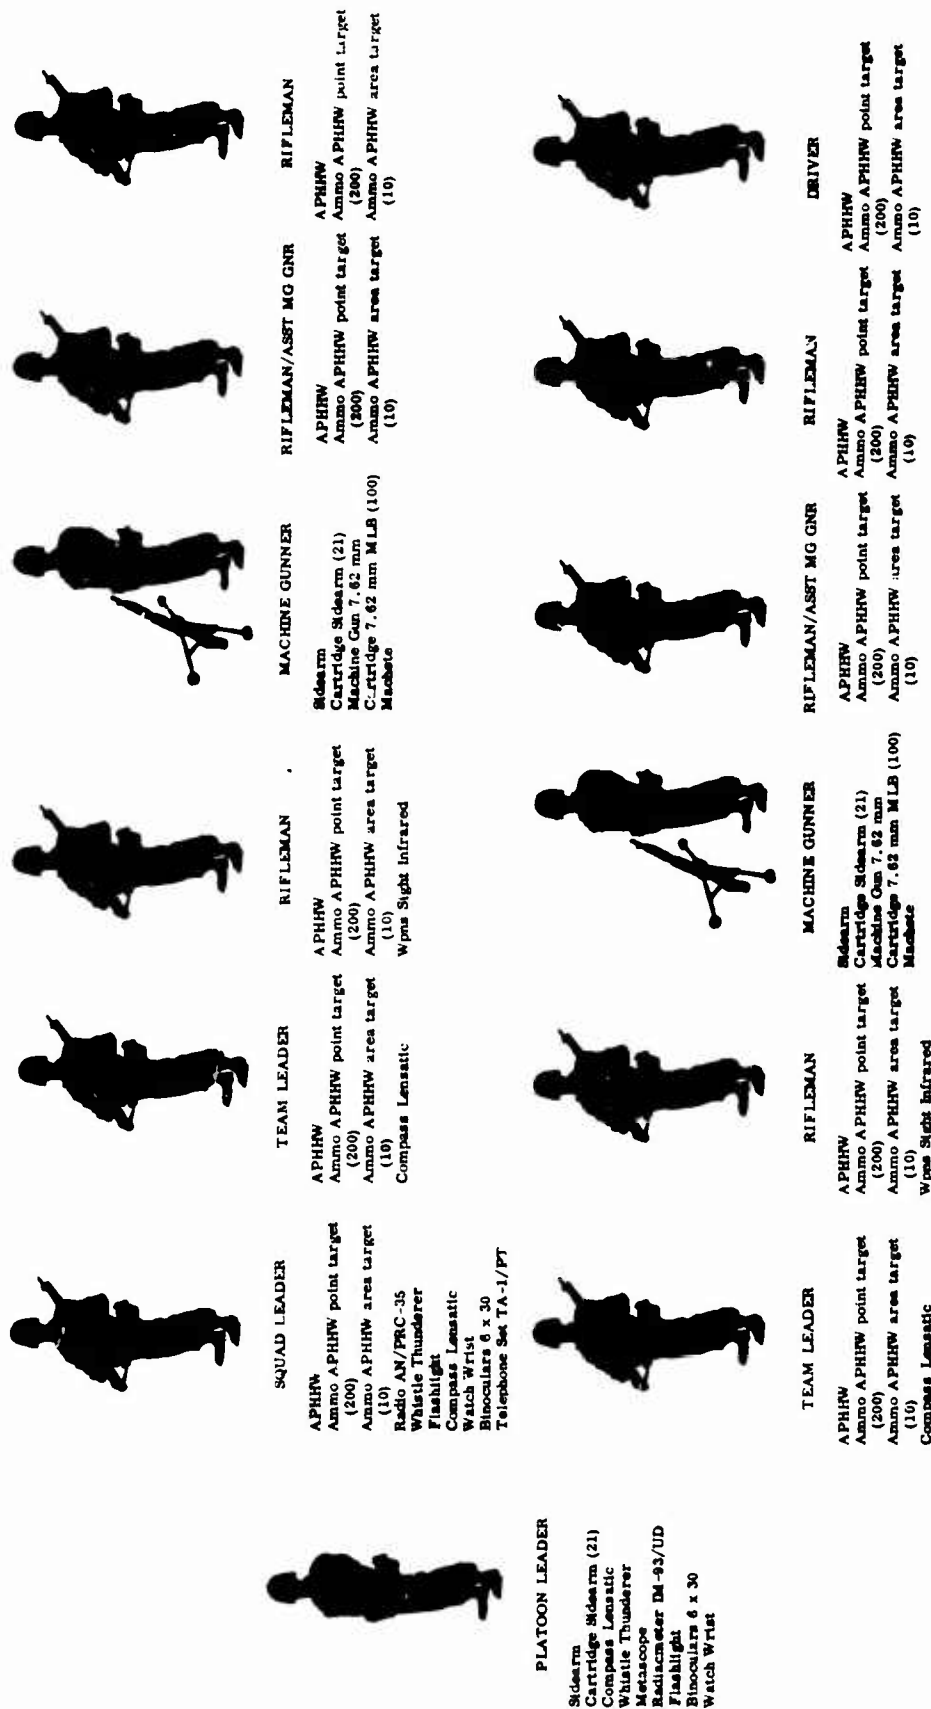 PLATOON LEADER
Sidearm
Cartridge Sidearm (21)
Compass Lensatic
Whistle Thunderer
Metascope
Radiacmeter IM-93/UD
Flashlight
Binoculars 6 x 30
Watch Wrist
SQUAD LEADER
APHHW
Ammo APHHW point target
(200)
Ammo APHHW area target
(10)
Radio AN/PRC-35
Whistle Thunderer
Flashlight
Compass Lensatic
Watch Wrist
Binoculars 6 x 30
Telephone Set TA-1/PT
TEAM LEADER
APHHW
Ammo APHHW point target
(200)
Ammo APHHW area target
(10)
Compass Lensatic
RIFLEMAN
APHHW
Ammo APHHW point target
(200)
Ammo APHHW area target
(10)
Wpns Sight Infrared
MACHINE GUNNER
Sidearm
Cartridge Sidearm (21)
Machine Gun 7.62 mm
Cartridge 7.62 mm MLB (100)
Machete
RIFLEMAN/ASST MG GNR
APHHW
Ammo APHHW point target
(200)
Ammo APHHW area target
(10)
RIFLEMAN
APHHW
Ammo APHHW point target
(200)
Ammo APHHW area target
(10)
TEAM LEADER
APHHW
Ammo APHHW point target
(200)
Ammo APHHW area target
(10)
Compass Lensatic
RIFLEMAN
APHHW
Ammo APHHW point target
(200)
Ammo APHHW area target
(10)
Wpns Sight Infrared
MACHINE GUNNER
Sidearm
Cartridge Sidearm (21)
Machine Gun 7.62 mm
Cartridge 7.62 mm MLB (100)
Machete
RIFLEMAN/ASST MG GNR
APHHW
Ammo APHHW point target
(200)
Ammo APHHW area target
(10)
RIFLEMAN
APHHW
Ammo APHHW point target
(200)
Ammo APHHW area target
(10)
DRIVER
APHHW
Ammo APHHW point target
(200)
Ammo APHHW area target
(10)